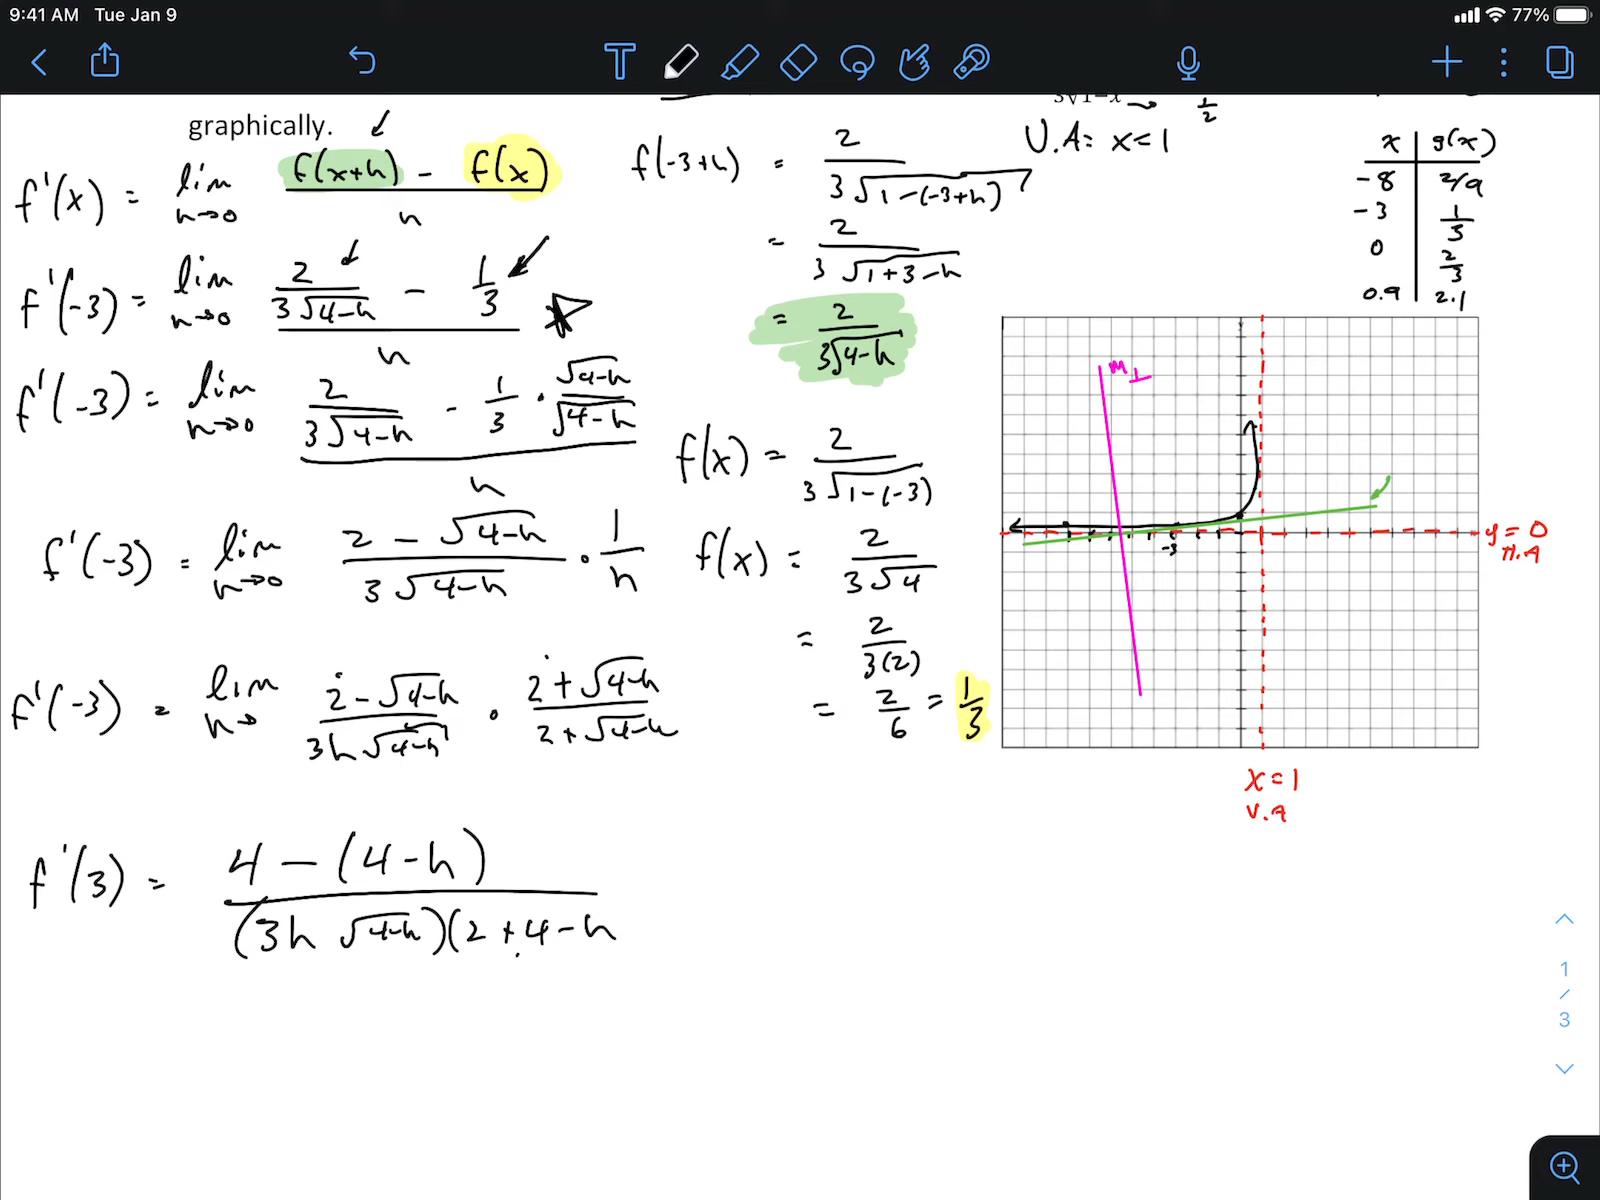 9:41 AM Tue Jan 9
77%
graphically.
f'(x) = lim h→0 f(x+h) - f(x) / h
f'(-3) = lim h→0 2/3√4-h - 1/3 / h
f'(-3) = lim h→0 2/3√4-h - 1/3 · √4-h/√4-h / h
f'(-3) = lim h→0 2-√4-h / 3√4-h · 1/h
f'(-3) = lim h→ 2-√4-h / 3h√4-h · 2+√4-h / 2+√4-h
f'(3) = 4-(4-h) / (3h √4-h)(2+4-h
f(-3+h) = 2/3√1-(-3+h)
= 2/3√1+3-h
= 2/3√4-h
f(x) = 2/3√1-(-3)
f(x) = 2/3√4
= 2/3(2)
= 2/6 = 1/3
3√1-x → 1/2
V.A: x<1
x g(x)
-8 2/9
-3 1/3
0 2/3
0.9 2.1
m⊥
-3
y=0
H.A
x=1
V.A
1
/
3